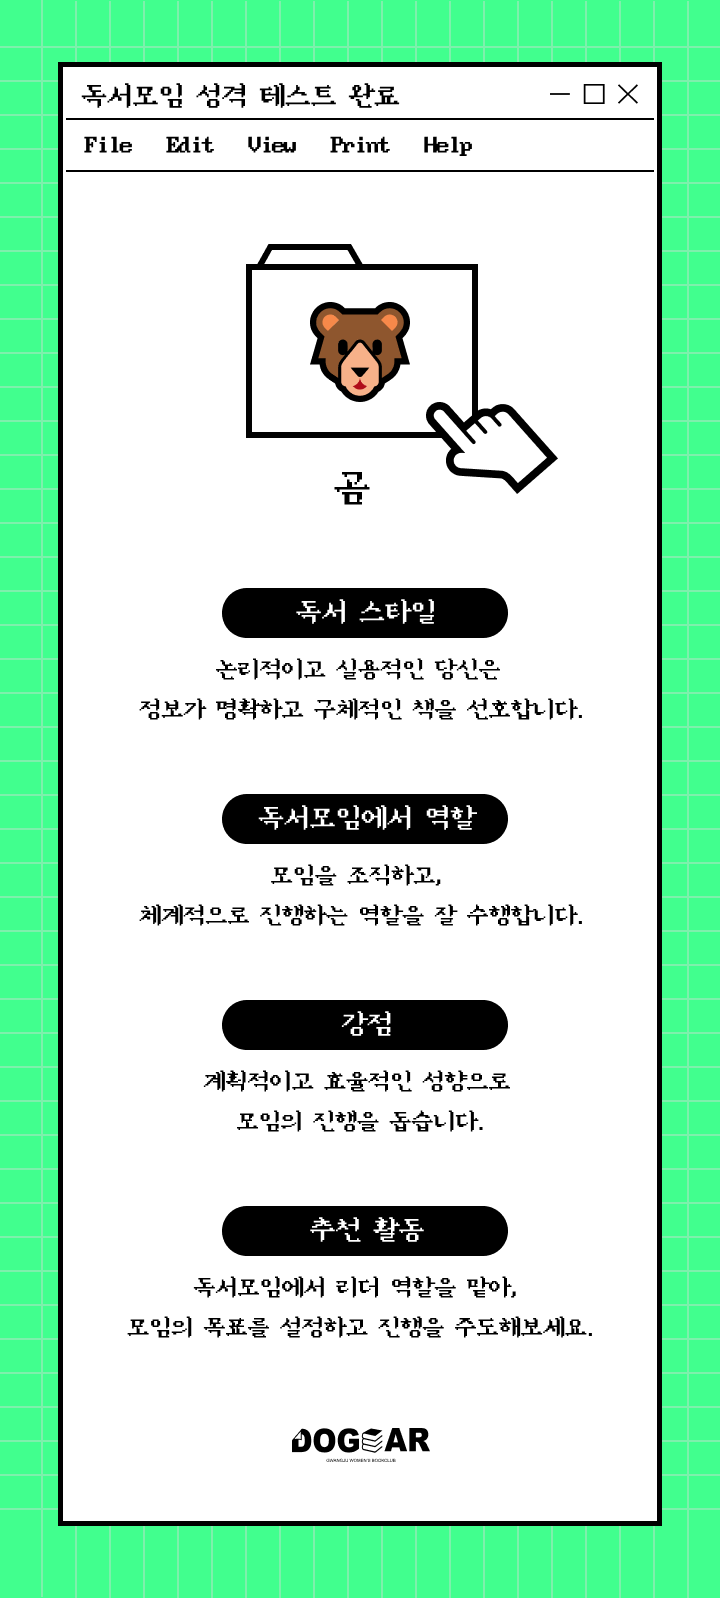 독서모임 성격 테스트 완료
File Edit View Print Help
곰
독서 스타일
논리적이고 실용적인 당신은
정보가 명확하고 구체적인 책을 선호합니다.
독서모임에서 역할
모임을 조직하고,
체계적으로 진행하는 역할을 잘 수행합니다.
강점
계획적이고 효율적인 성향으로
모임의 진행을 돕습니다.
추천 활동
독서모임에서 리더 역할을 맡아,
모임의 목표를 설정하고 진행을 주도해보세요.
DOGEAR
GWANGJU WOMEN'S BOOKCLUB